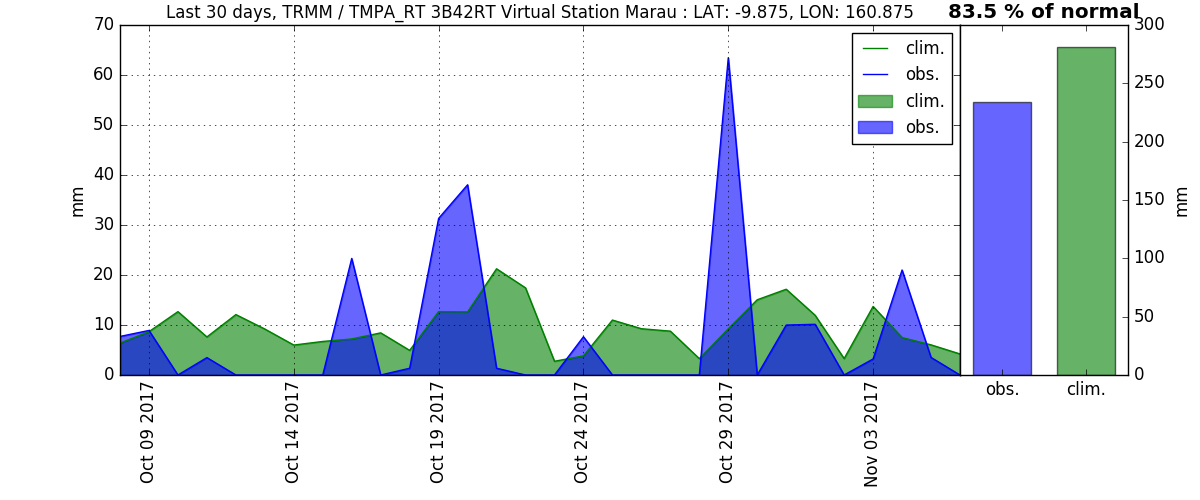 Last 30 days, TRMM / TMPA_RT 3B42RT Virtual Station Marau : LAT: -9.875, LON: 160.875
83.5 % of normal
70
60
50
40
30
20
10
0
mm
clim.
obs.
clim.
obs.
300
250
200
150
100
50
0
mm
Oct 09 2017
Oct 14 2017
Oct 19 2017
Oct 24 2017
Oct 29 2017
Nov 03 2017
obs.
clim.